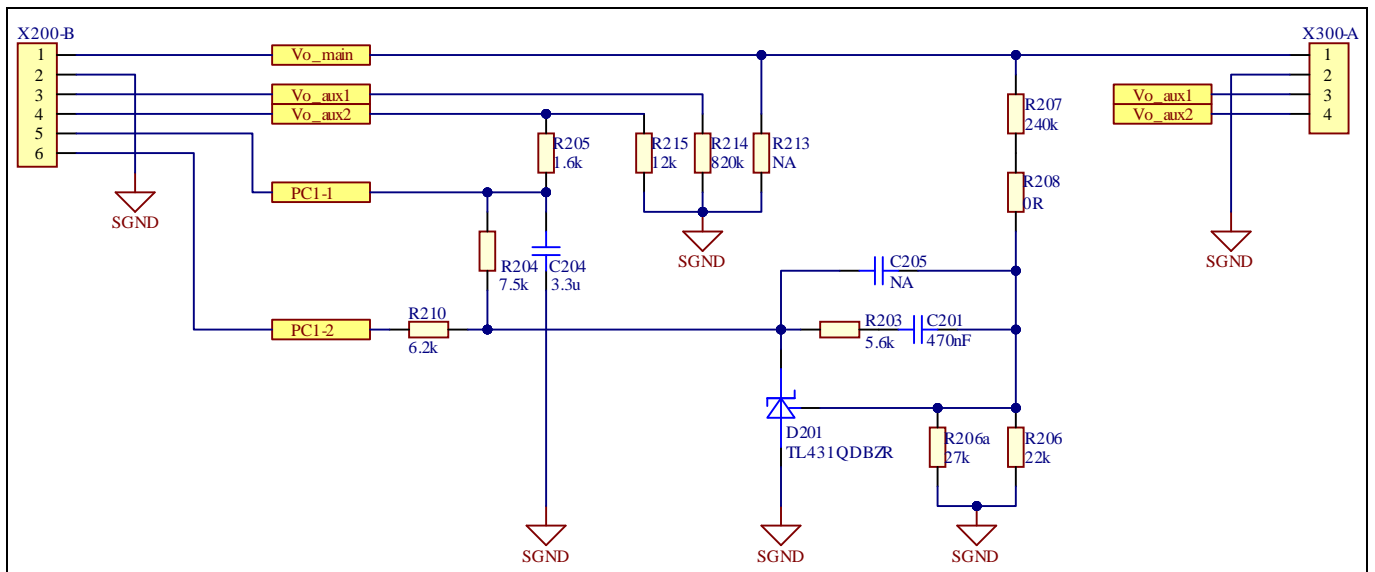 X200-B
X300-A
1
Vo_main
1
2
2
3
Vo_aux1
Vo_aux1
3
4
Vo_aux2
Vo_aux2
4
5
6
R207
240k
R205
1.6k
R215
12k
R214
820k
R213
NA
R208
0R
PC1-1
SGND
SGND
SGND
R204
7.5k
C204
3.3u
C205
NA
PC1-2
R210
6.2k
R203
5.6k
C201
470nF
D201
TL431QDBZR
R206a
27k
R206
22k
SGND
SGND
SGND